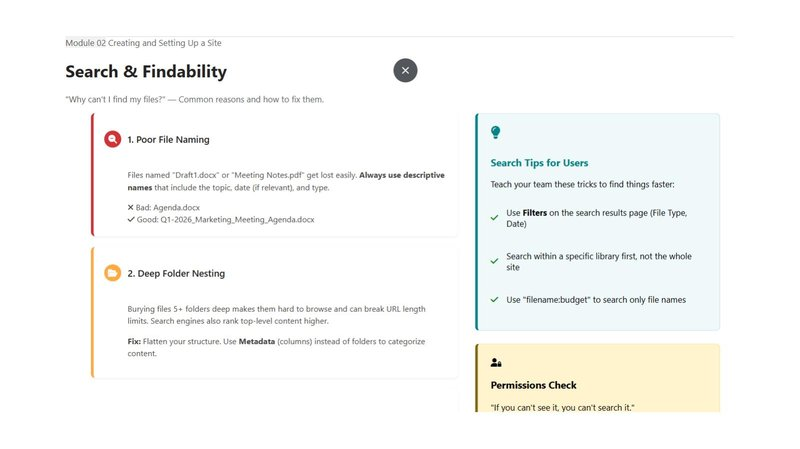 Module 02 Creating and Setting Up a Site
Search & Findability
"Why can't I find my files?" — Common reasons and how to fix them.
1. Poor File Naming
Files named "Draft1.docx" or "Meeting Notes.pdf" get lost easily. Always use descriptive
names that include the topic, date (if relevant), and type.
✕ Bad: Agenda.docx
✓ Good: Q1-2026_Marketing_Meeting_Agenda.docx
2. Deep Folder Nesting
Burying files 5+ folders deep makes them hard to browse and can break URL length
limits. Search engines also rank top-level content higher.
Fix: Flatten your structure. Use Metadata (columns) instead of folders to categorize
content.
Search Tips for Users
Teach your team these tricks to find things faster:
Use Filters on the search results page (File Type,
Date)
Search within a specific library first, not the whole
site
Use "filename:budget" to search only file names
Permissions Check
"If you can't see it, you can't search it."